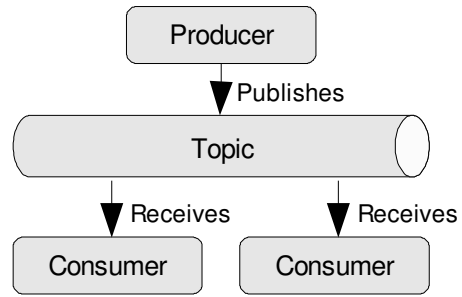 Producer
Publishes
Topic
Receives
Receives
Consumer
Consumer